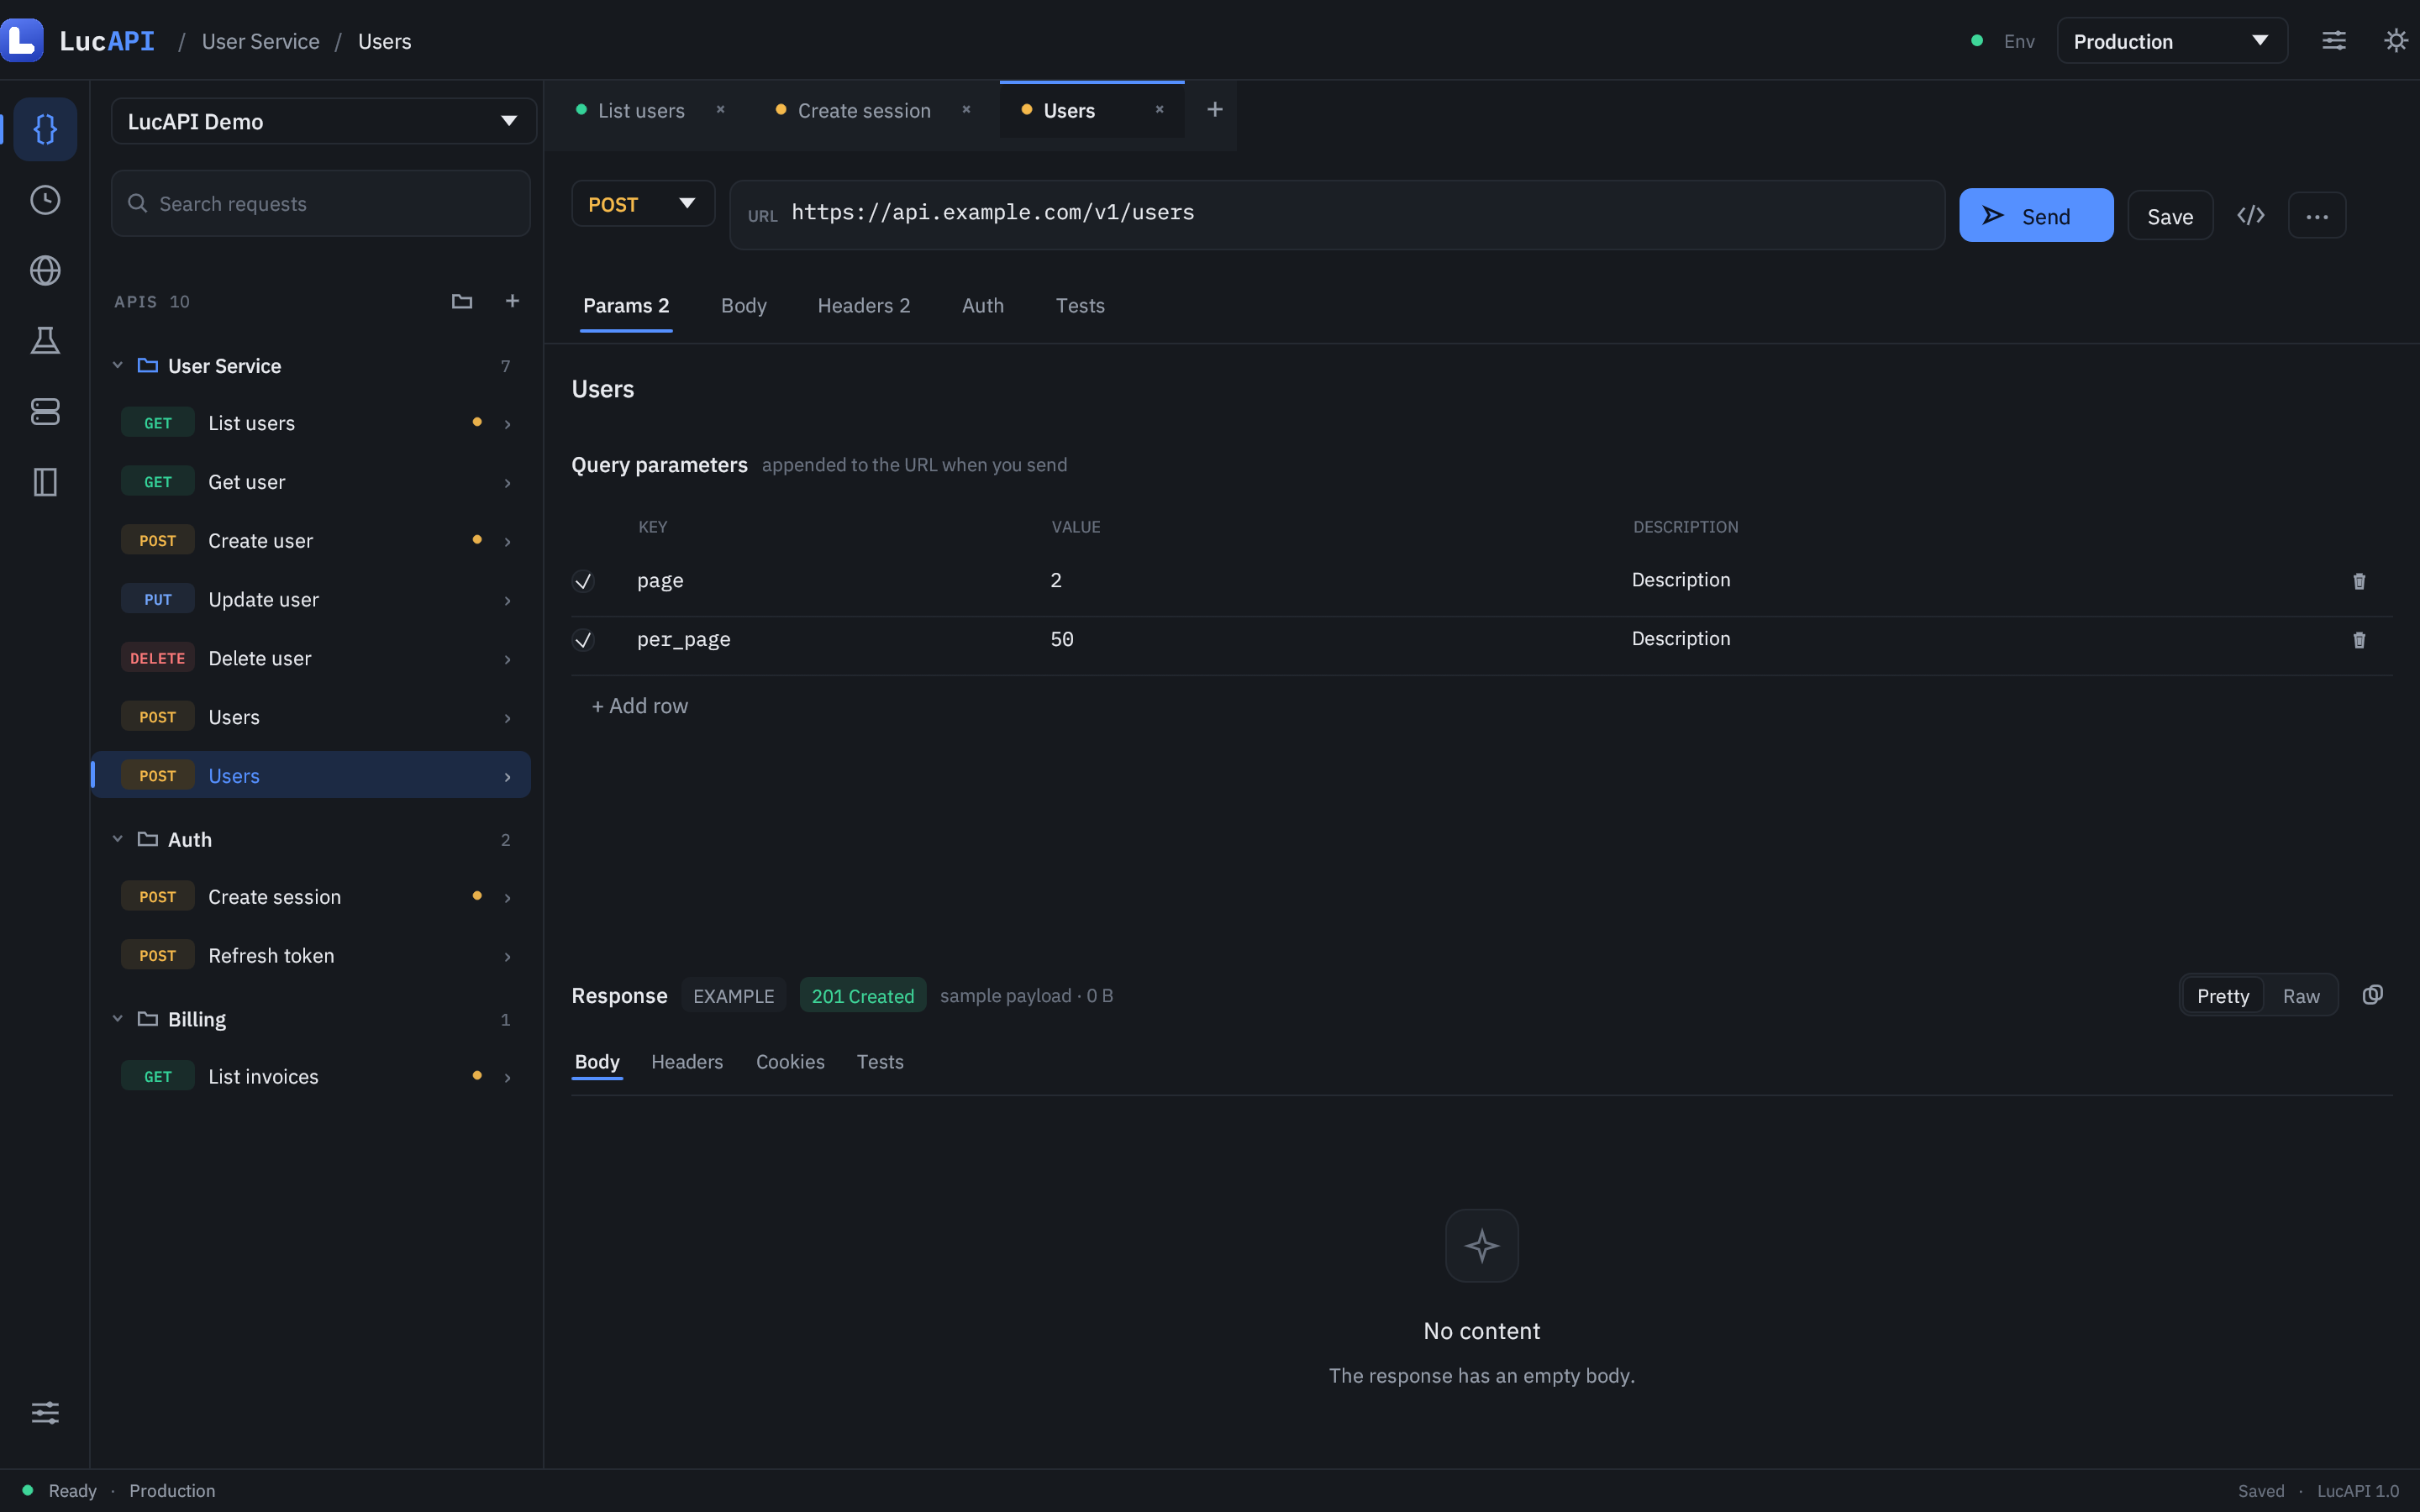 LucAPI / User Service / Users
Env Production
LucAPI Demo
Search requests
APIS 10
User Service 7
GET List users
GET Get user
POST Create user
PUT Update user
DELETE Delete user
POST Users
POST Users
Auth 2
POST Create session
POST Refresh token
Billing 1
GET List invoices
List users × Create session × Users × +
POST URL https://api.example.com/v1/users Send Save </> ...
Params 2 Body Headers 2 Auth Tests
Users
Query parameters appended to the URL when you send
KEY VALUE DESCRIPTION
page 2 Description
per_page 50 Description
+ Add row
Response EXAMPLE 201 Created sample payload · 0 B Pretty Raw
Body Headers Cookies Tests
No content
The response has an empty body.
Ready · Production
Saved · LucAPI 1.0